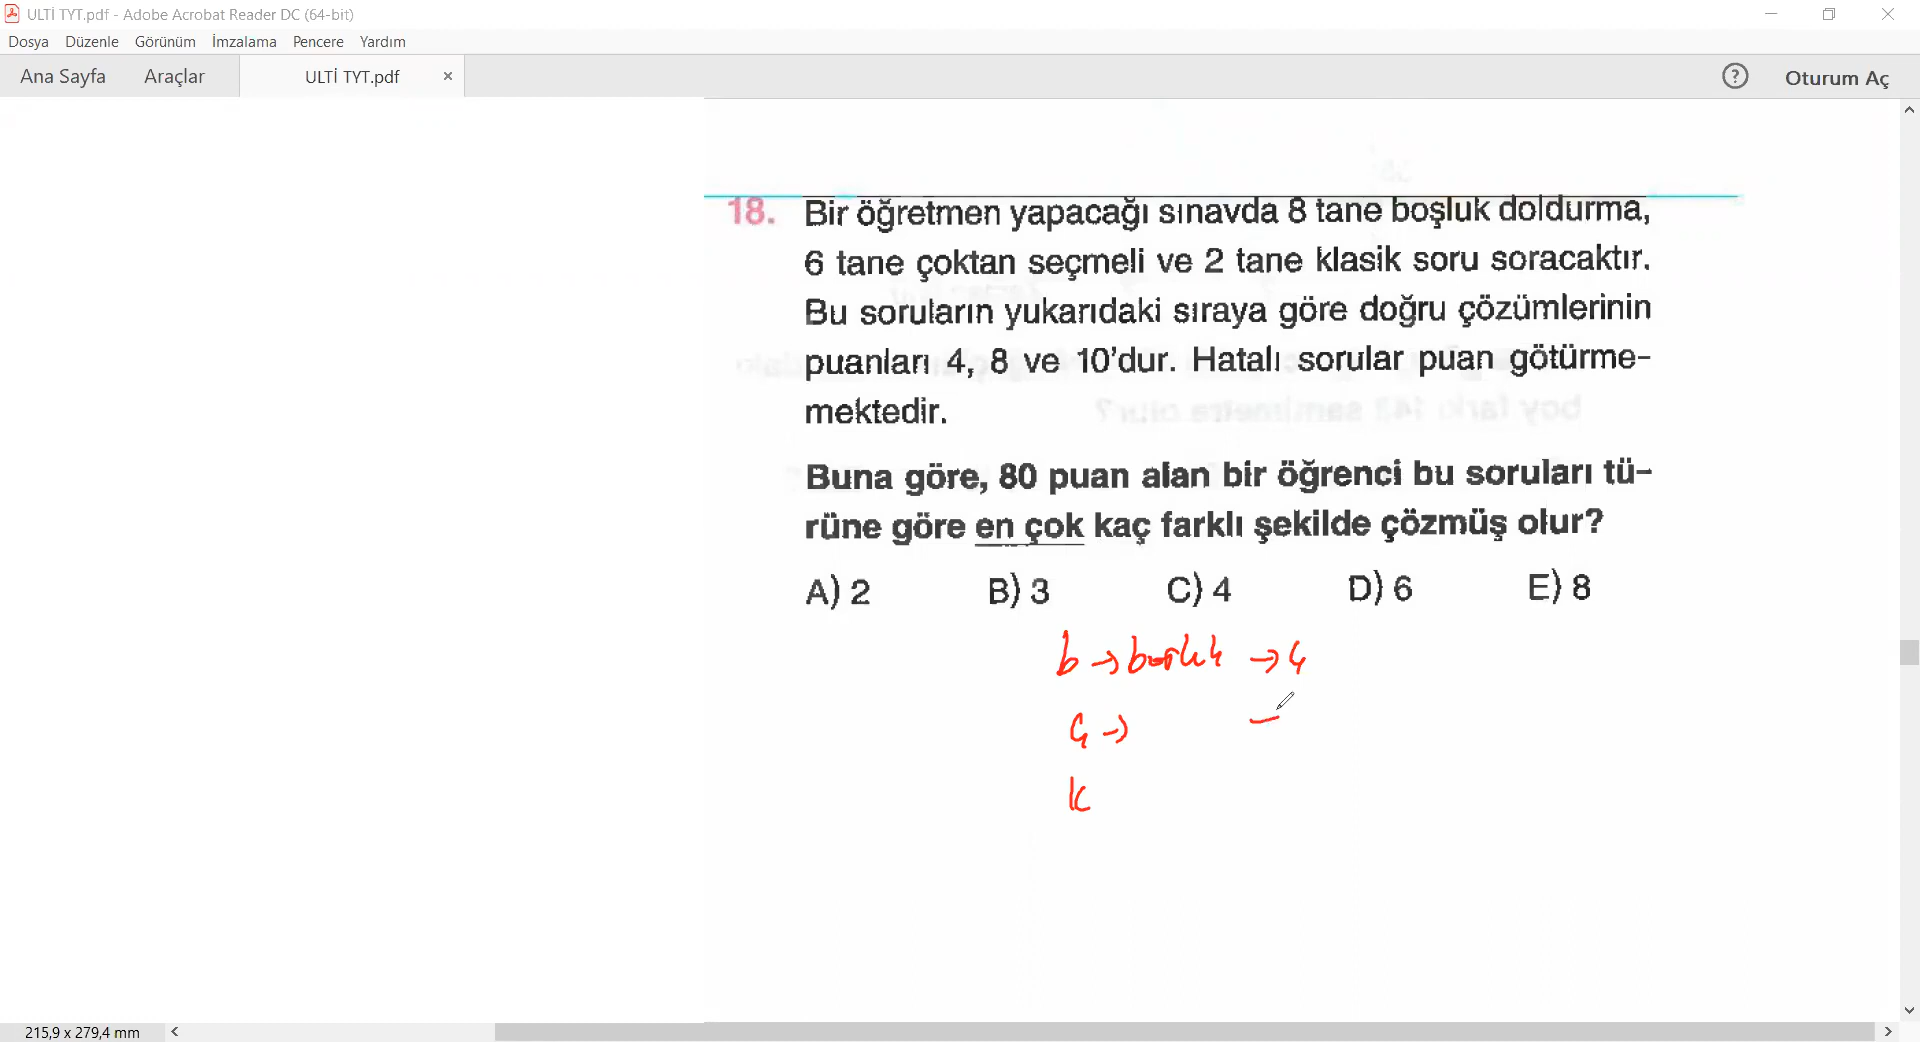 ULTİ TYT.pdf - Adobe Acrobat Reader DC (64-bit)
Dosya Düzenle Görünüm İmzalama Pencere Yardım
Ana Sayfa Araçlar ULTİ TYT.pdf × ? Oturum Aç
18. Bir öğretmen yapacağı sınavda 8 tane boşluk doldurma,
6 tane çoktan seçmeli ve 2 tane klasik soru soracaktır.
Bu soruların yukarıdaki sıraya göre doğru çözümlerinin
puanları 4, 8 ve 10'dur. Hatalı sorular puan götürme-
mektedir.
Buna göre, 80 puan alan bir öğrenci bu soruları tü-
rüne göre en çok kaç farklı şekilde çözmüş olur?
A) 2 B) 3 C) 4 D) 6 E) 8
b → boşluk → 4
ç →
k
215,9 x 279,4 mm